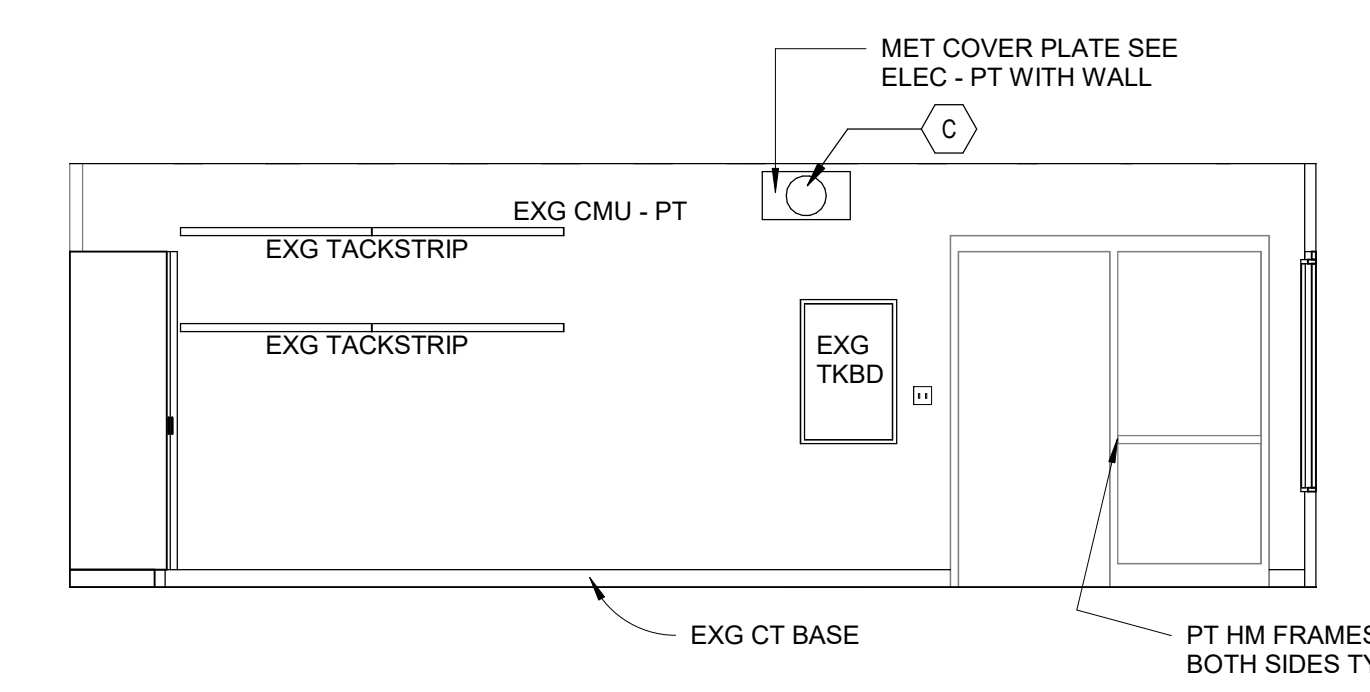 MET COVER PLATE SEE
ELEC - PT WITH WALL
C
EXG CMU - PT
EXG TACKSTRIP
EXG TACKSTRIP
EXG
TKBD
EXG CT BASE
PT HM FRAMES
BOTH SIDES